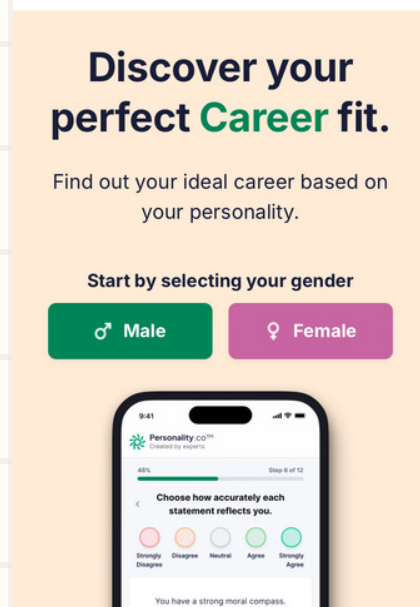 Discover your
perfect Career fit.
Find out your ideal career based on
your personality.
Start by selecting your gender
♂ Male
♀ Female
9:41
Personality.co™
Created by experts
48%
Step 6 of 12
Choose how accurately each
statement reflects you.
Strongly Disagree
Disagree
Neutral
Agree
Strongly Agree
You have a strong moral compass.